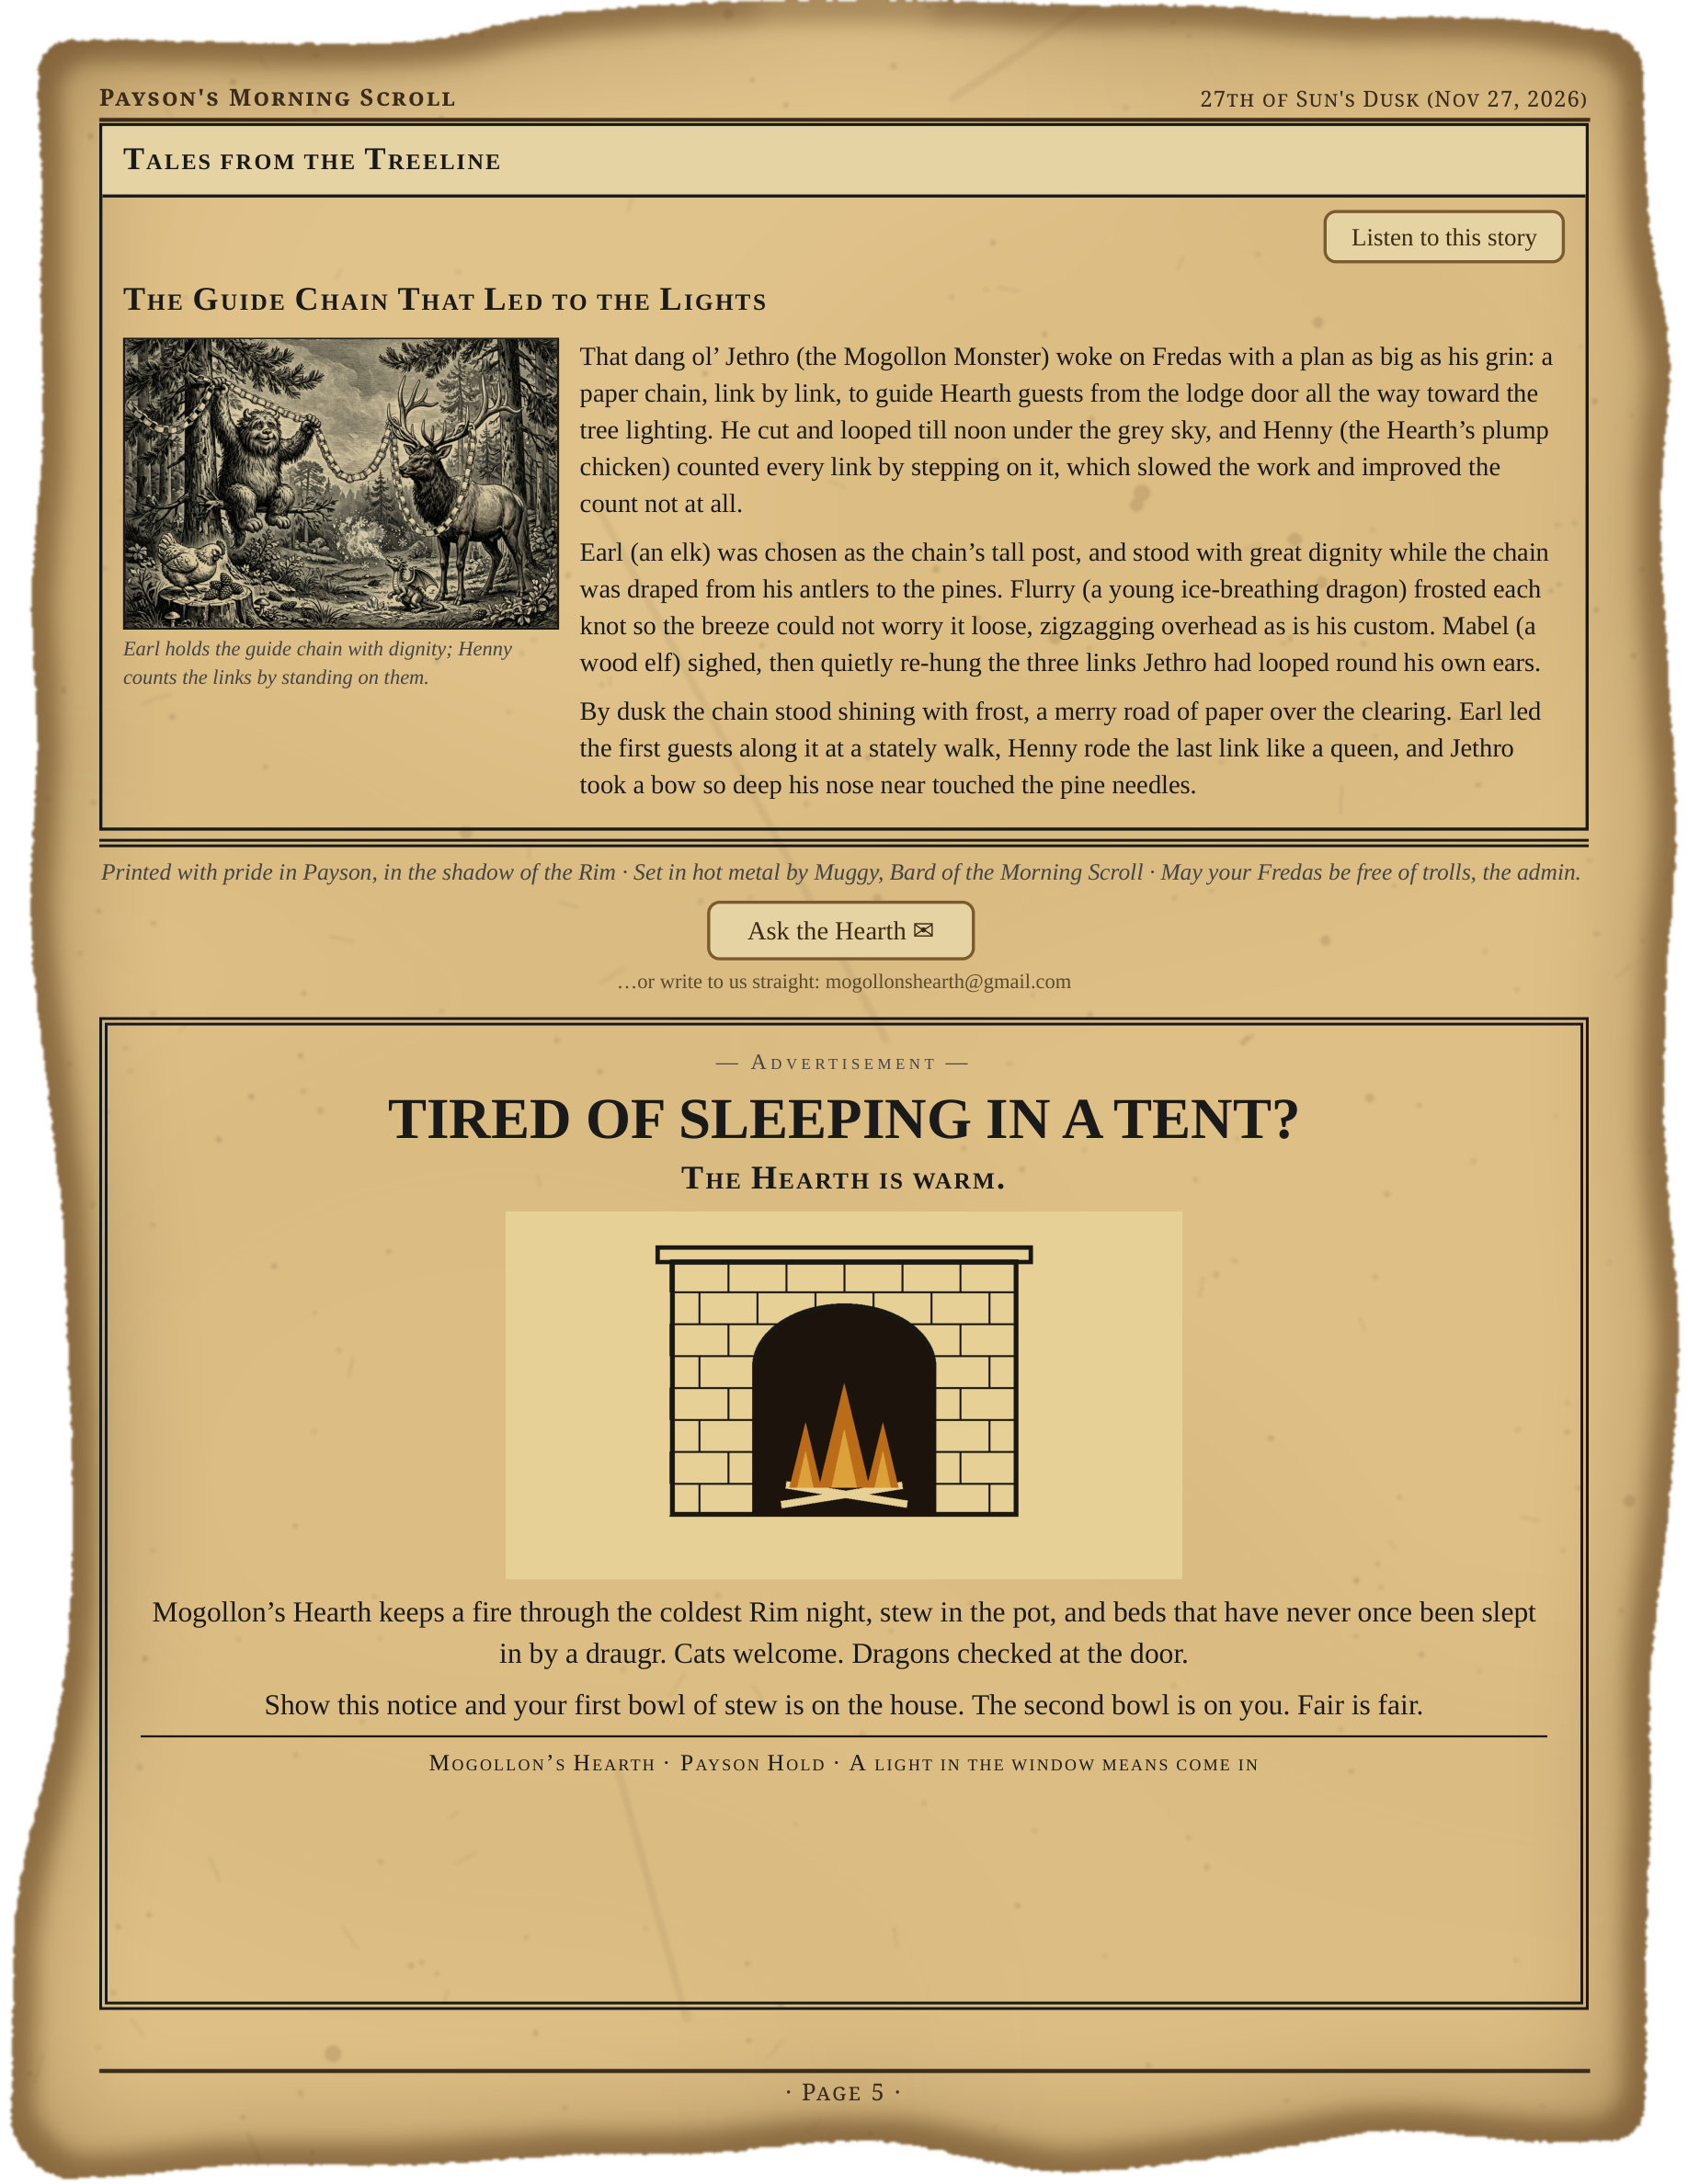 Payson's Morning Scroll
27th of Sun's Dusk (Nov 27, 2026)
Tales from the Treeline
Listen to this story
The Guide Chain That Led to the Lights
That dang ol’ Jethro (the Mogollon Monster) woke on Fredas with a plan as big as his grin: a
paper chain, link by link, to guide Hearth guests from the lodge door all the way toward the
tree lighting. He cut and looped till noon under the grey sky, and Henny (the Hearth’s plump
chicken) counted every link by stepping on it, which slowed the work and improved the
count not at all.
Earl (an elk) was chosen as the chain’s tall post, and stood with great dignity while the chain
was draped from his antlers to the pines. Flurry (a young ice-breathing dragon) frosted each
knot so the breeze could not worry it loose, zigzagging overhead as is his custom. Mabel (a
wood elf) sighed, then quietly re-hung the three links Jethro had looped round his own ears.
By dusk the chain stood shining with frost, a merry road of paper over the clearing. Earl led
the first guests along it at a stately walk, Henny rode the last link like a queen, and Jethro
took a bow so deep his nose near touched the pine needles.
Earl holds the guide chain with dignity; Henny
counts the links by standing on them.
Printed with pride in Payson, in the shadow of the Rim · Set in hot metal by Muggy, Bard of the Morning Scroll · May your Fredas be free of trolls, the admin.
Ask the Hearth ✉
…or write to us straight: mogollonshearth@gmail.com
— Advertisement —
TIRED OF SLEEPING IN A TENT?
The Hearth is warm.
Mogollon’s Hearth keeps a fire through the coldest Rim night, stew in the pot, and beds that have never once been slept
in by a draugr. Cats welcome. Dragons checked at the door.
Show this notice and your first bowl of stew is on the house. The second bowl is on you. Fair is fair.
Mogollon’s Hearth · Payson Hold · A light in the window means come in
· Page 5 ·